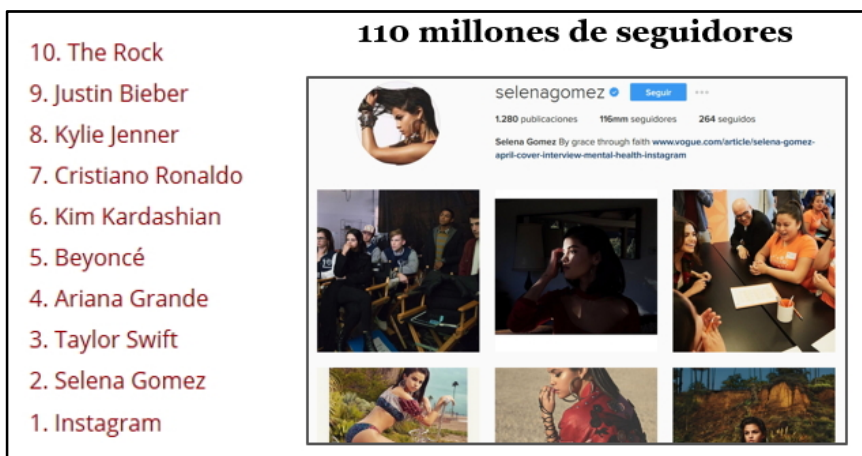 110 millones de seguidores
10. The Rock
9. Justin Bieber
8. Kylie Jenner
7. Cristiano Ronaldo
6. Kim Kardashian
5. Beyoncé
4. Ariana Grande
3. Taylor Swift
2. Selena Gomez
1. Instagram
selenagomez Seguir
1.280 publicaciones 116mm seguidores 264 seguidos
Selena Gomez By grace through faith www.vogue.com/article/selena-gomez-
april-cover-interview-mental-health-instagram